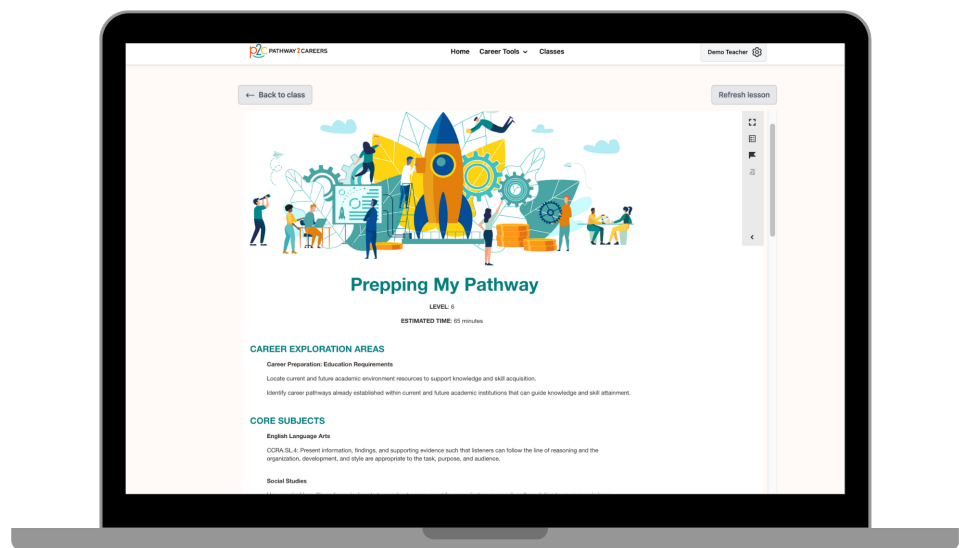 p2c PATHWAY2CAREERS
Home Career Tools Classes
Demo Teacher
← Back to class
Refresh lesson
Prepping My Pathway
LEVEL: 6
ESTIMATED TIME: 65 minutes
CAREER EXPLORATION AREAS
Career Preparation: Education Requirements
Locate current and future academic environment resources to support knowledge and skill acquisition.
Identify career pathways already established within current and future academic institutions that can guide knowledge and skill attainment.
CORE SUBJECTS
English Language Arts
CCRA.SL.4: Present information, findings, and supporting evidence such that listeners can follow the line of reasoning and the
organization, development, and style are appropriate to the task, purpose, and audience.
Social Studies